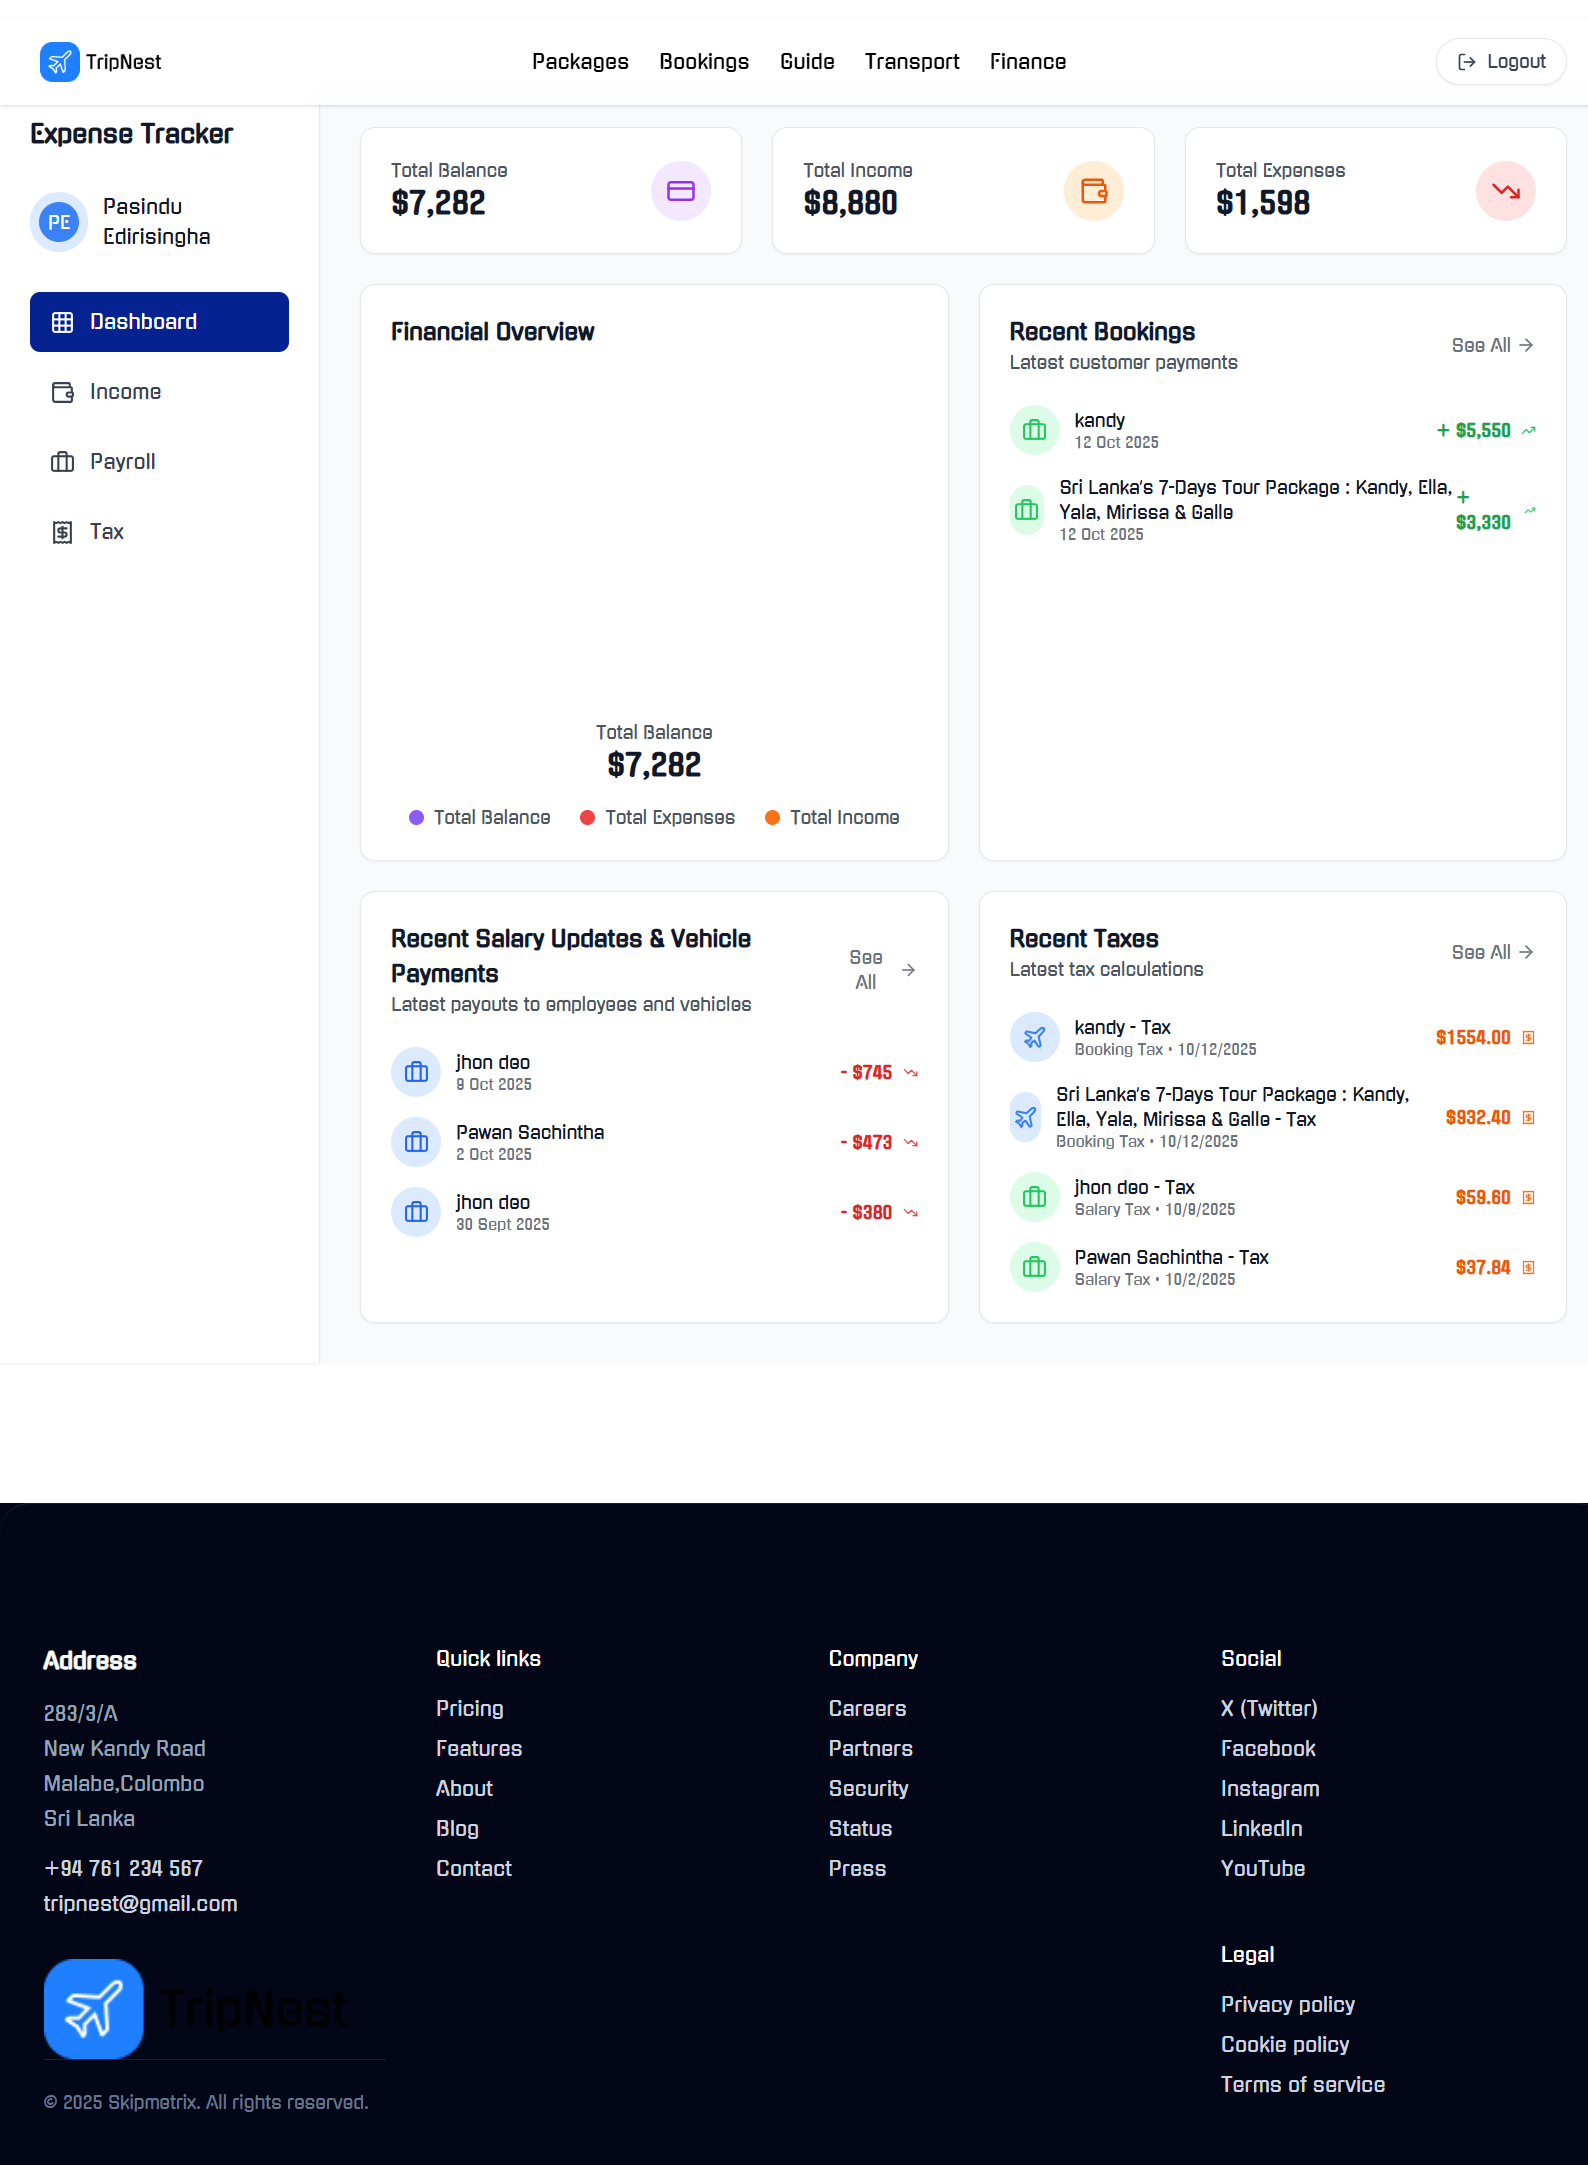 TripNest
Packages
Bookings
Guide
Transport
Finance
Logout
Expense Tracker
PE
Pasindu
Edirisingha
Dashboard
Income
Payroll
Tax
Total Balance
$7,282
Total Income
$8,880
Total Expenses
$1,598
Financial Overview
Total Balance
$7,282
Total Balance
Total Expenses
Total Income
Recent Bookings
Latest customer payments
See All
kandy
12 Oct 2025
+ $5,550
Sri Lanka's 7-Days Tour Package : Kandy, Ella,
Yala, Mirissa & Galle
12 Oct 2025
+
$3,330
Recent Salary Updates & Vehicle
Payments
Latest payouts to employees and vehicles
See
All
jhon deo
9 Oct 2025
- $745
Pawan Sachintha
2 Oct 2025
- $473
jhon deo
30 Sept 2025
- $380
Recent Taxes
Latest tax calculations
See All
kandy - Tax
Booking Tax • 10/12/2025
$1554.00
Sri Lanka's 7-Days Tour Package : Kandy,
Ella, Yala, Mirissa & Galle - Tax
Booking Tax • 10/12/2025
$932.40
jhon deo - Tax
Salary Tax • 10/9/2025
$59.60
Pawan Sachintha - Tax
Salary Tax • 10/2/2025
$37.84
Address
283/3/A
New Kandy Road
Malabe,Colombo
Sri Lanka
+94 761 234 567
tripnest@gmail.com
TripNest
© 2025 Skipmetrix. All rights reserved.
Quick links
Pricing
Features
About
Blog
Contact
Company
Careers
Partners
Security
Status
Press
Social
X (Twitter)
Facebook
Instagram
LinkedIn
YouTube
Legal
Privacy policy
Cookie policy
Terms of service